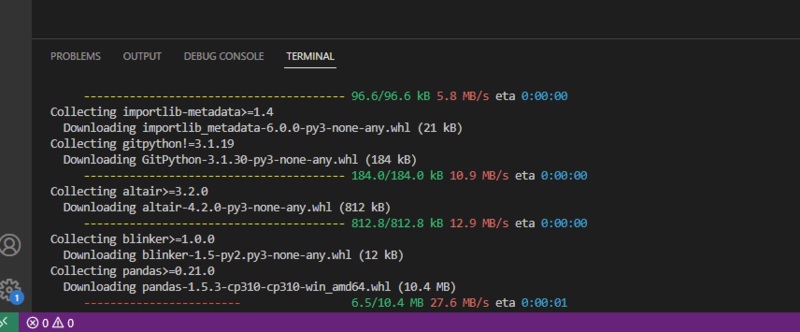 PROBLEMS OUTPUT DEBUG CONSOLE TERMINAL
---------------------------------------- 96.6/96.6 kB 5.8 MB/s eta 0:00:00
Collecting importlib-metadata>=1.4
Downloading importlib_metadata-6.0.0-py3-none-any.whl (21 kB)
Collecting gitpython!=3.1.19
Downloading GitPython-3.1.30-py3-none-any.whl (184 kB)
---------------------------------------- 184.0/184.0 kB 10.9 MB/s eta 0:00:00
Collecting altair>=3.2.0
Downloading altair-4.2.0-py3-none-any.whl (812 kB)
---------------------------------------- 812.8/812.8 kB 12.9 MB/s eta 0:00:00
Collecting blinker>=1.0.0
Downloading blinker-1.5-py2.py3-none-any.whl (12 kB)
Collecting pandas>=0.21.0
Downloading pandas-1.5.3-cp310-cp310-win_amd64.whl (10.4 MB)
------------------------ 6.5/10.4 MB 27.6 MB/s eta 0:00:01
1
0 0